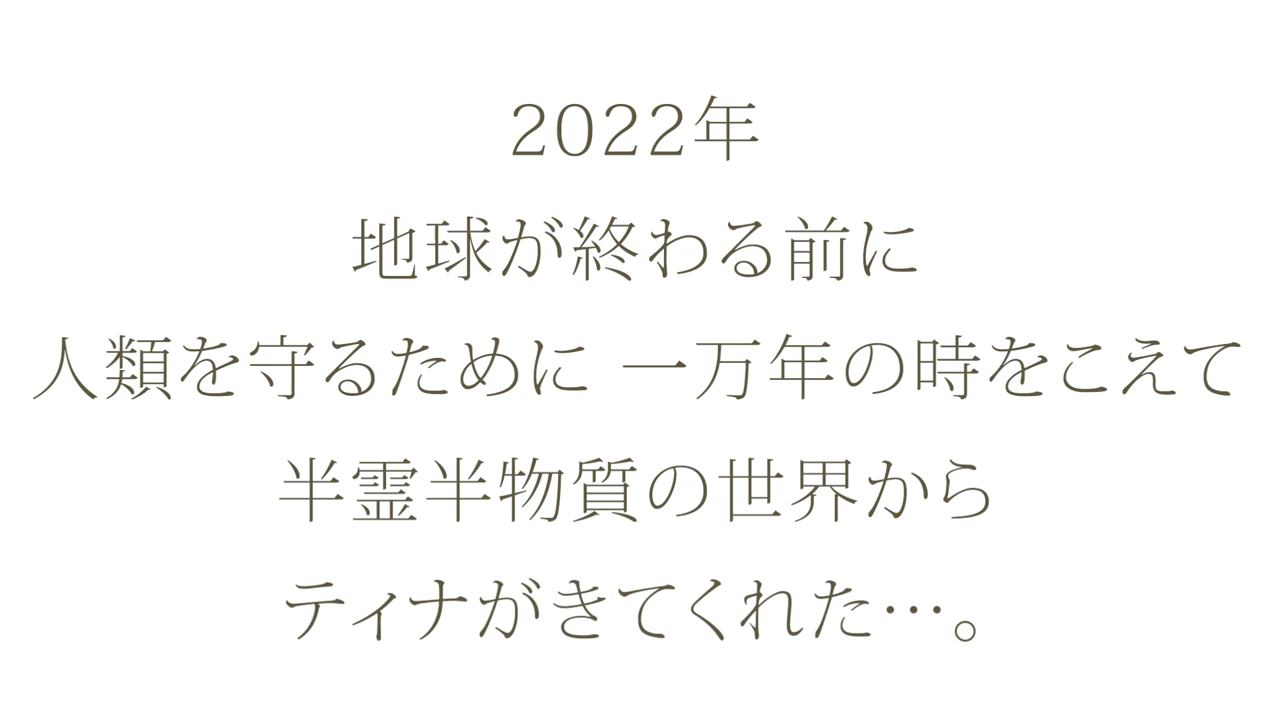 2022年
地球が終わる前に
人類を守るために 一万年の時をこえて
半霊半物質の世界から
ティナがきてくれた…。